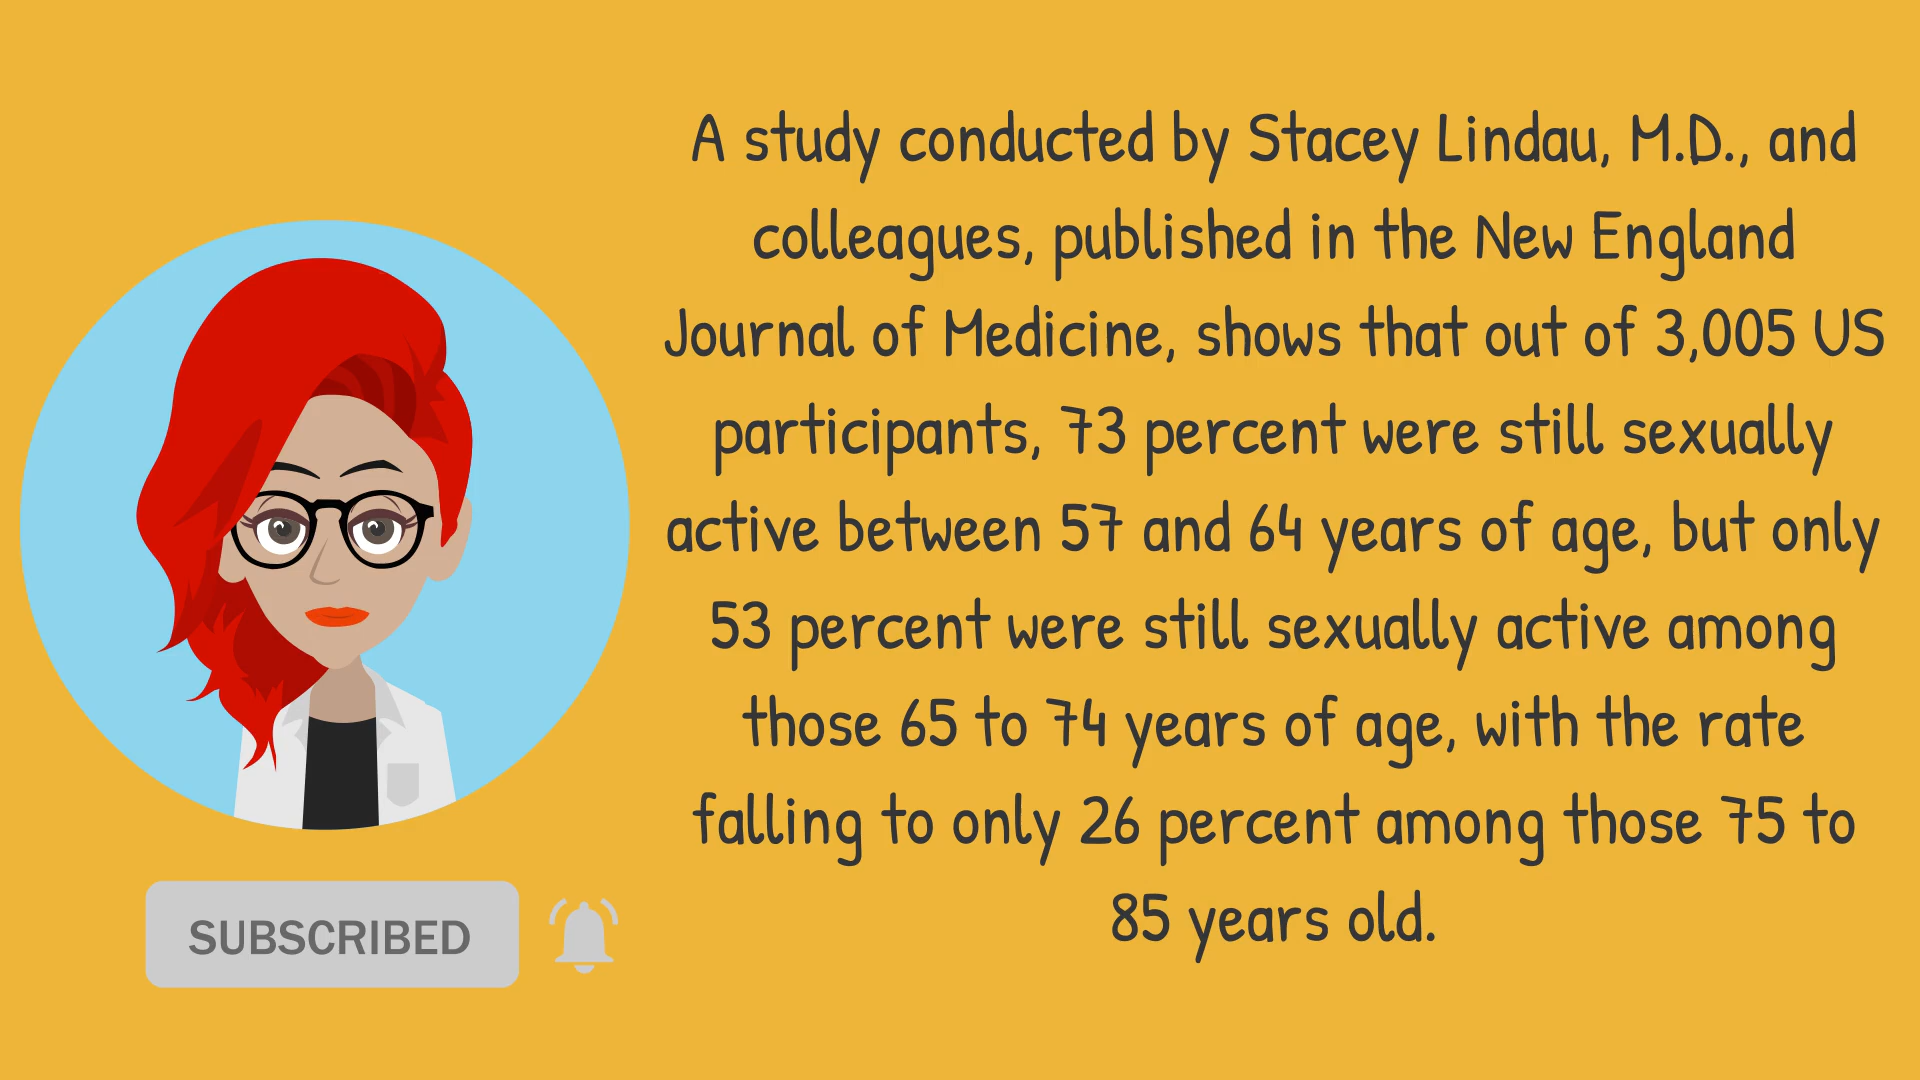 A study conducted by Stacey Lindau, M.D., and
colleagues, published in the New England
Journal of Medicine, shows that out of 3,005 US
participants, 73 percent were still sexually
active between 57 and 64 years of age, but only
53 percent were still sexually active among
those 65 to 74 years of age, with the rate
falling to only 26 percent among those 75 to
85 years old.
SUBSCRIBED